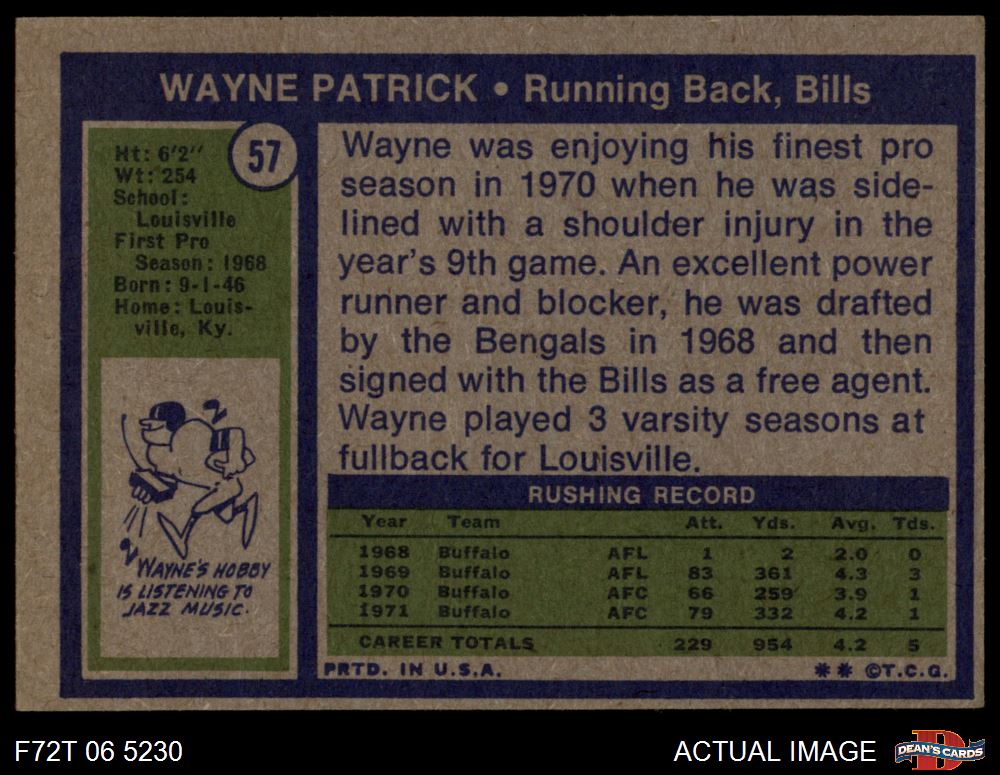 WAYNE PATRICK • Running Back, Bills
57
Ht: 6'2''
Wt: 254
School:
Louisville
First Pro
Season: 1968
Born: 9-1-46
Home: Louis-
ville, Ky.
WAYNE'S HOBBY
IS LISTENING TO
JAZZ MUSIC.
Wayne was enjoying his finest pro
season in 1970 when he was side-
lined with a shoulder injury in the
year's 9th game. An excellent power
runner and blocker, he was drafted
by the Bengals in 1968 and then
signed with the Bills as a free agent.
Wayne played 3 varsity seasons at
fullback for Louisville.
RUSHING RECORD
Year Team Att. Yds. Avg. Tds.
1968 Buffalo AFL 1 2 2.0 0
1969 Buffalo AFL 83 361 4.3 3
1970 Buffalo AFC 66 259 3.9 1
1971 Buffalo AFC 79 332 4.2 1
CAREER TOTALS 229 954 4.2 5
PRTD. IN U.S.A. ** ©T.C.G.
F72T 06 5230 ACTUAL IMAGE DEAN'S CARDS